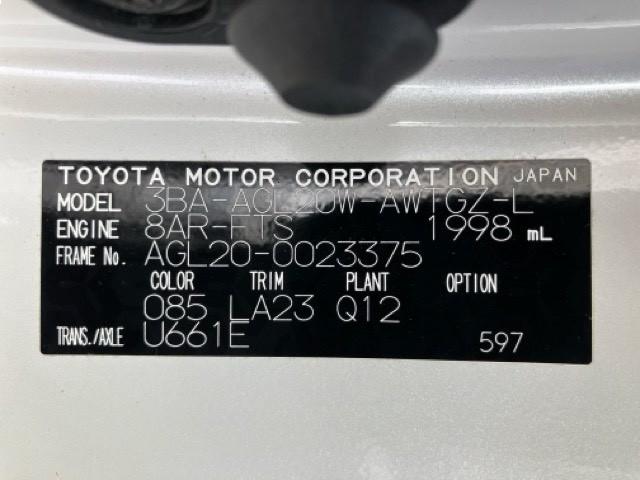 TOYOTA MOTOR CORPORATION JAPAN
MODEL 3BA-AGL20W-AWTGZ-L
ENGINE 8AR-FTS 1998 mL
FRAME No. AGL20-0023375
COLOR TRIM PLANT OPTION
085 LA23 Q12
TRANS./AXLE U661E 597